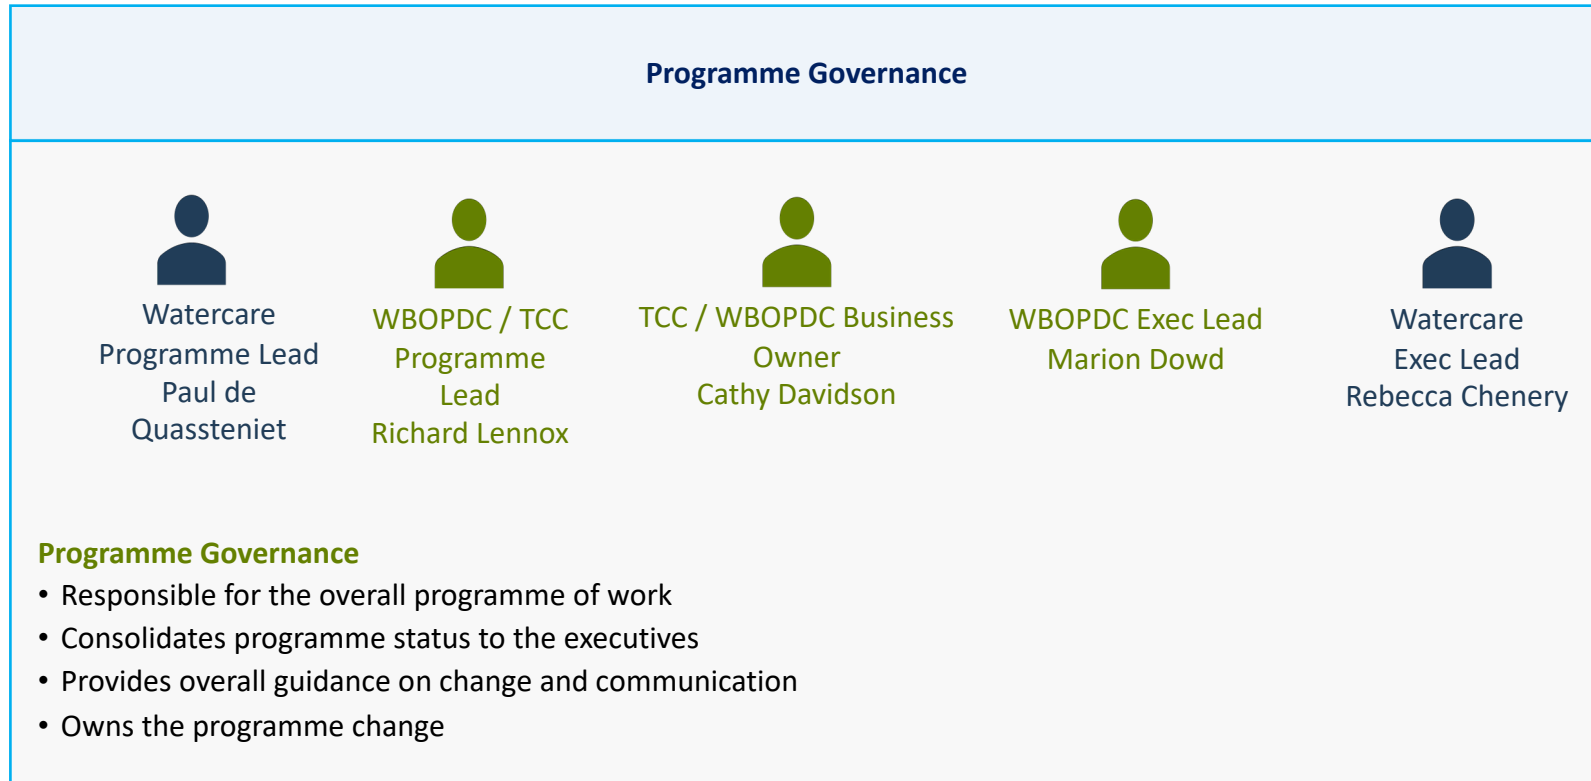 Programme Governance
Watercare
Programme Lead
Paul de
Quassteniet
WBOPDC / TCC
Programme
Lead
Richard Lennox
TCC / WBOPDC Business
Owner
Cathy Davidson
WBOPDC Exec Lead
Marion Dowd
Watercare
Exec Lead
Rebecca Chenery
Programme Governance
• Responsible for the overall programme of work
• Consolidates programme status to the executives
• Provides overall guidance on change and communication
• Owns the programme change